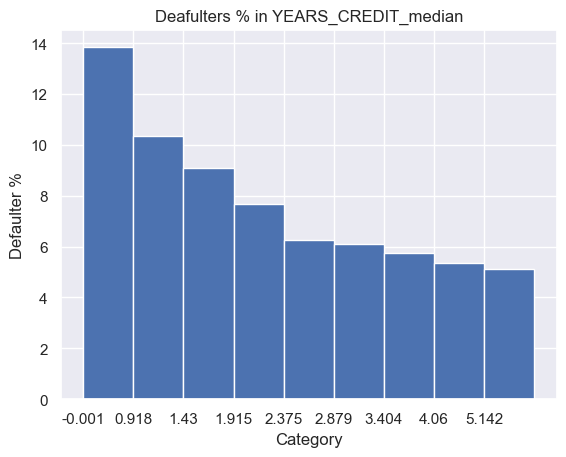 Deafulters % in YEARS_CREDIT_median
Defaulter %
14
12
10
8
6
4
2
0
-0.001 0.918 1.43 1.915 2.375 2.879 3.404 4.06 5.142
Category